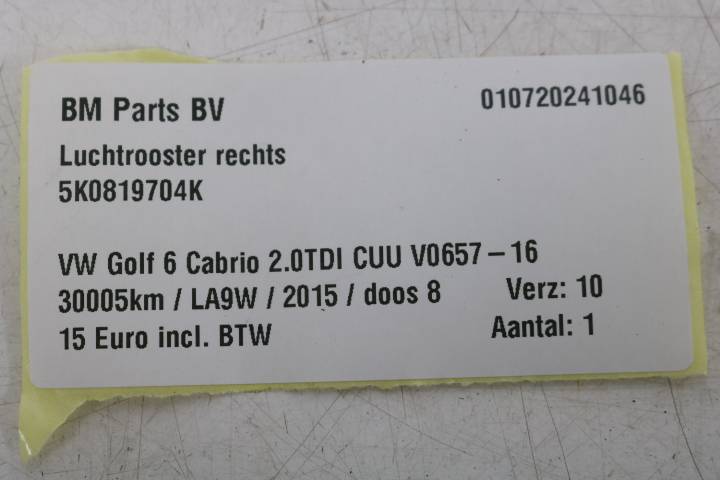 BM Parts BV 010720241046
Luchtrooster rechts
5K0819704K
VW Golf 6 Cabrio 2.0TDI CUU V0657-16
30005km / LA9W / 2015 / doos 8 Verz: 10
15 Euro incl. BTW Aantal: 1